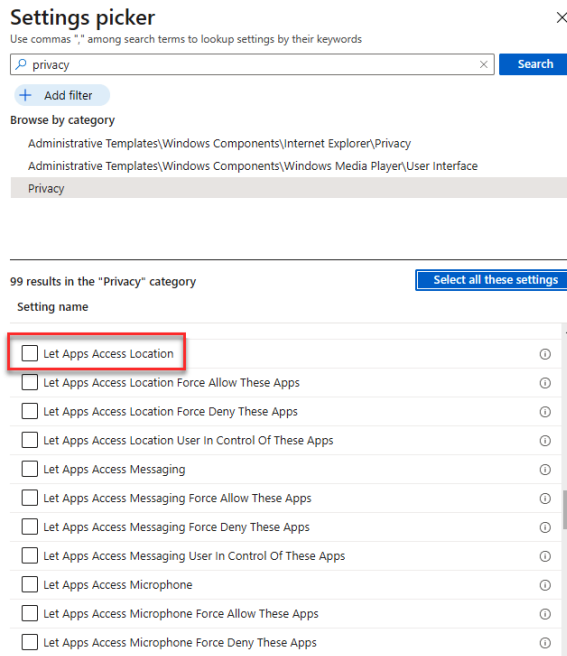 Settings picker
Use commas "," among search terms to lookup settings by their keywords
privacy
Search
Add filter
Browse by category
Administrative Templates\Windows Components\Internet Explorer\Privacy
Administrative Templates\Windows Components\Windows Media Player\User Interface
Privacy
99 results in the "Privacy" category
Select all these settings
Setting name
Let Apps Access Location
Let Apps Access Location Force Allow These Apps
Let Apps Access Location Force Deny These Apps
Let Apps Access Location User In Control Of These Apps
Let Apps Access Messaging
Let Apps Access Messaging Force Allow These Apps
Let Apps Access Messaging Force Deny These Apps
Let Apps Access Messaging User In Control Of These Apps
Let Apps Access Microphone
Let Apps Access Microphone Force Allow These Apps
Let Apps Access Microphone Force Deny These Apps